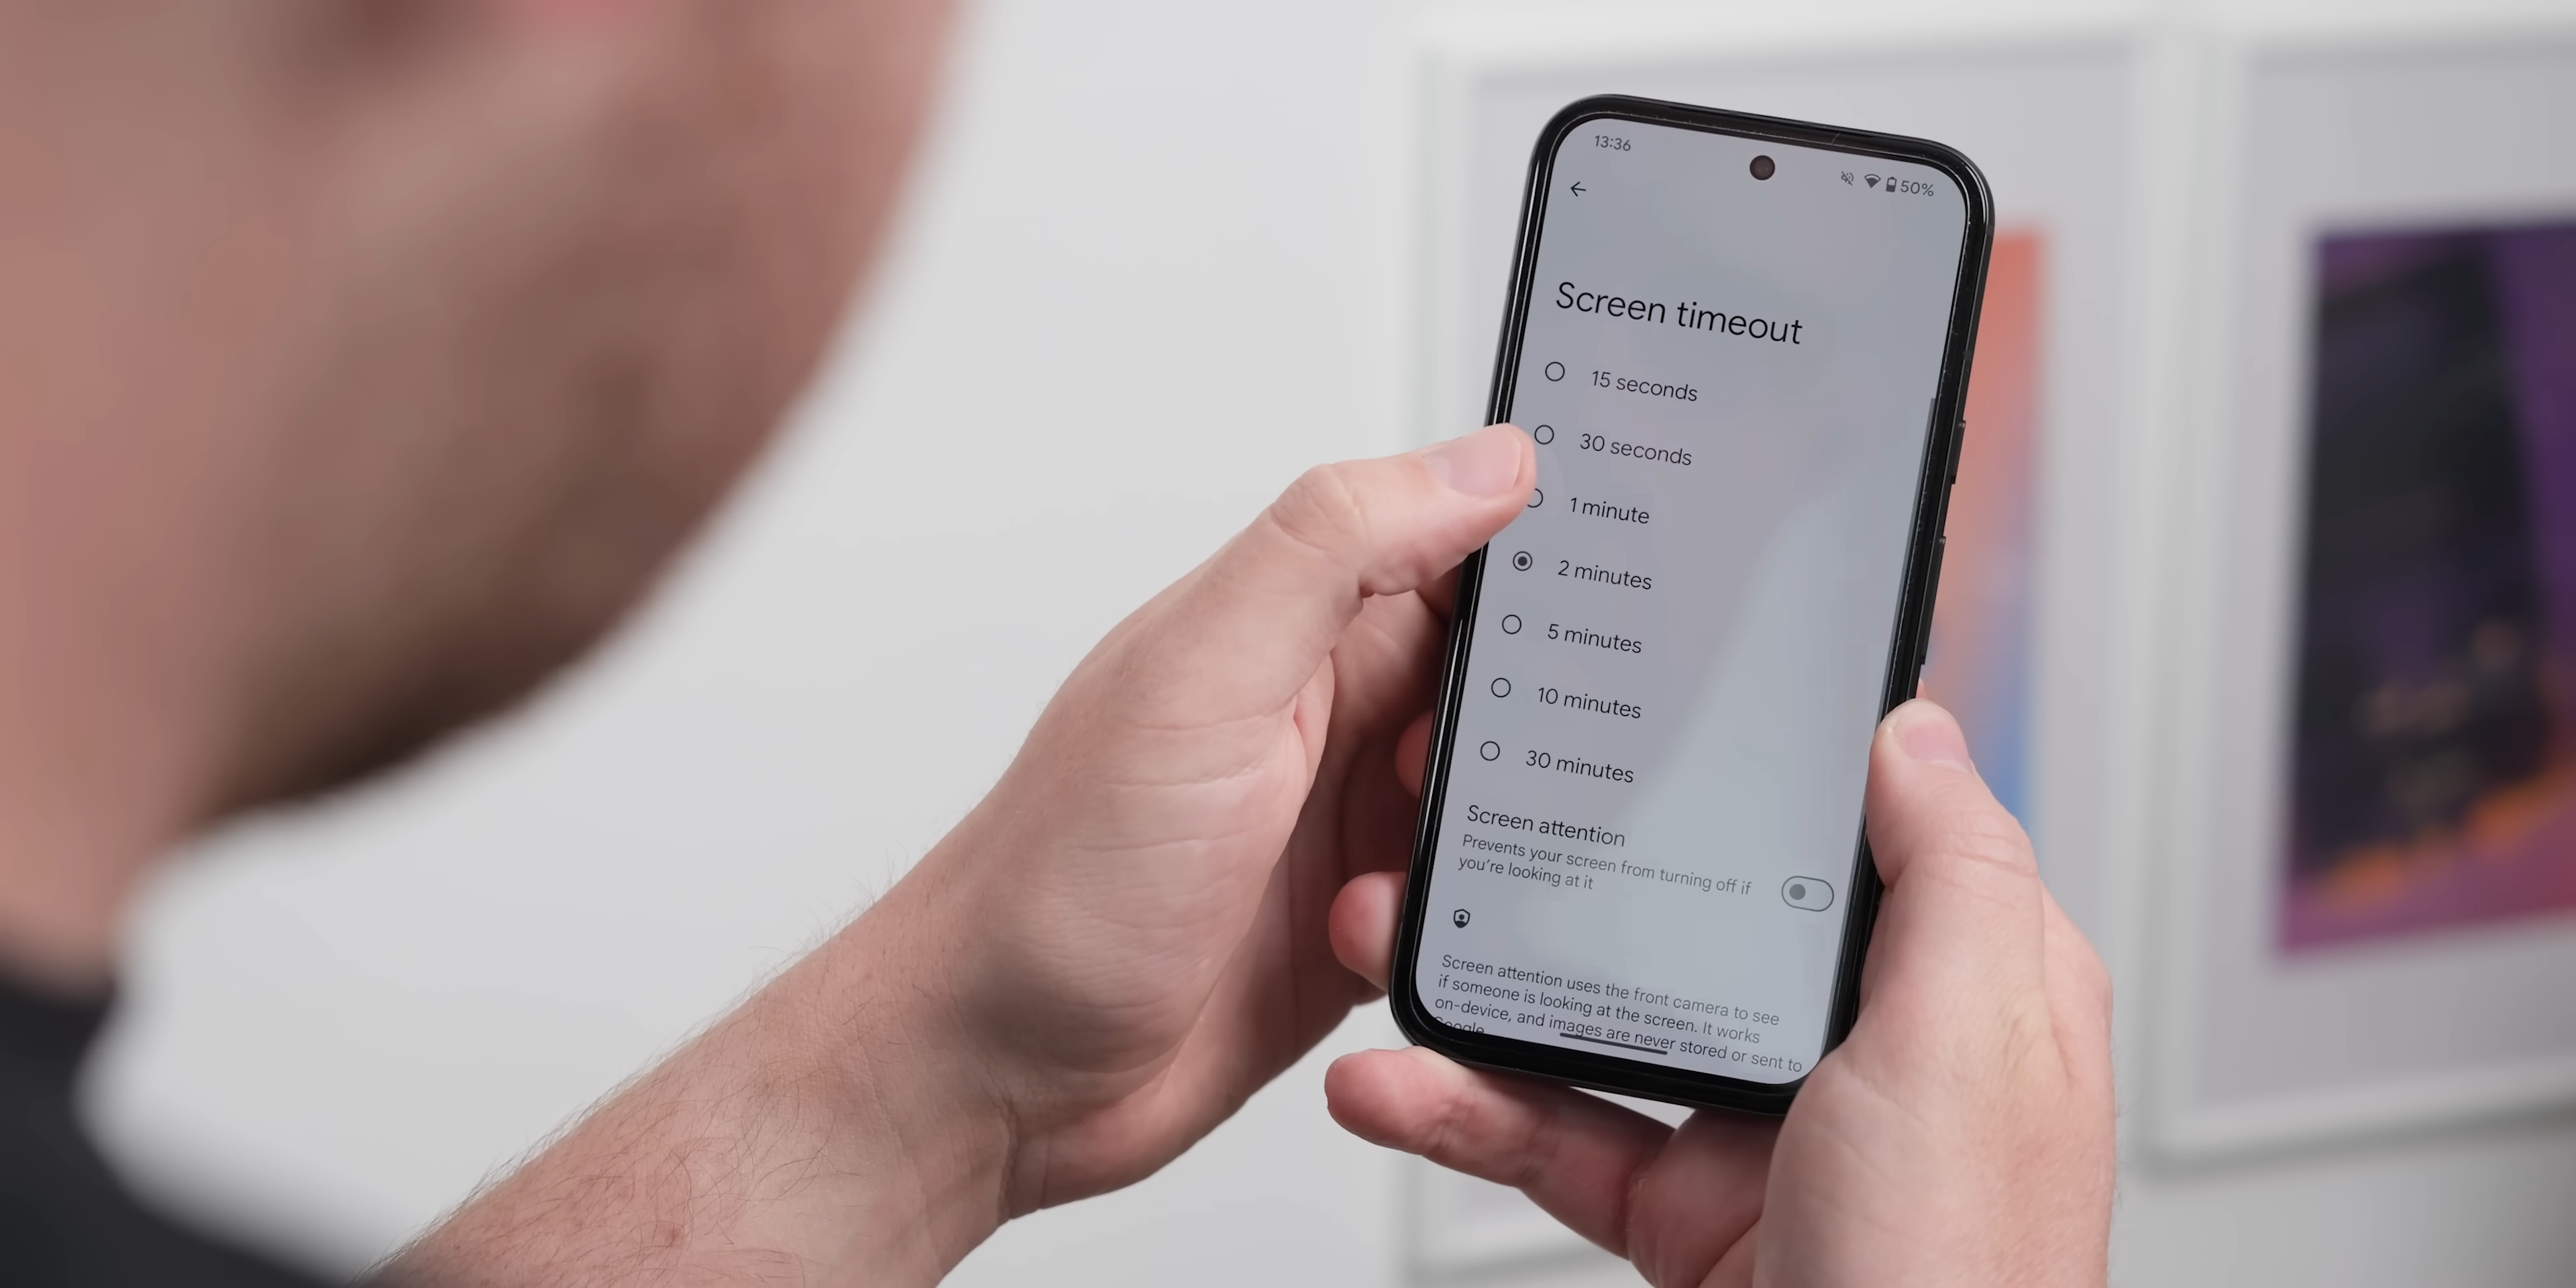 13:36
50%
Screen timeout
15 seconds
30 seconds
1 minute
2 minutes
5 minutes
10 minutes
30 minutes
Screen attention
Prevents your screen from turning off if
you’re looking at it
Screen attention uses the front camera to see
if someone is looking at the screen. It works
on-device, and images are never stored or sent to
Google